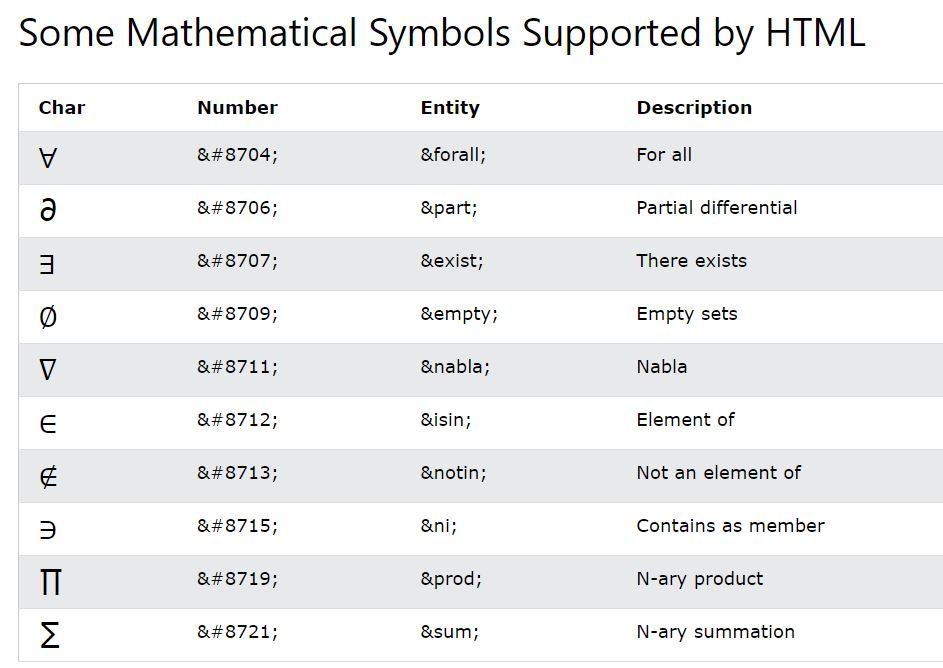 Some Mathematical Symbols Supported by HTML
Char Number Entity Description
∀ &#8704; &forall; For all
∂ &#8706; &part; Partial differential
∃ &#8707; &exist; There exists
∅ &#8709; &empty; Empty sets
∇ &#8711; &nabla; Nabla
∈ &#8712; &isin; Element of
∉ &#8713; &notin; Not an element of
∋ &#8715; &ni; Contains as member
∏ &#8719; &prod; N-ary product
∑ &#8721; &sum; N-ary summation